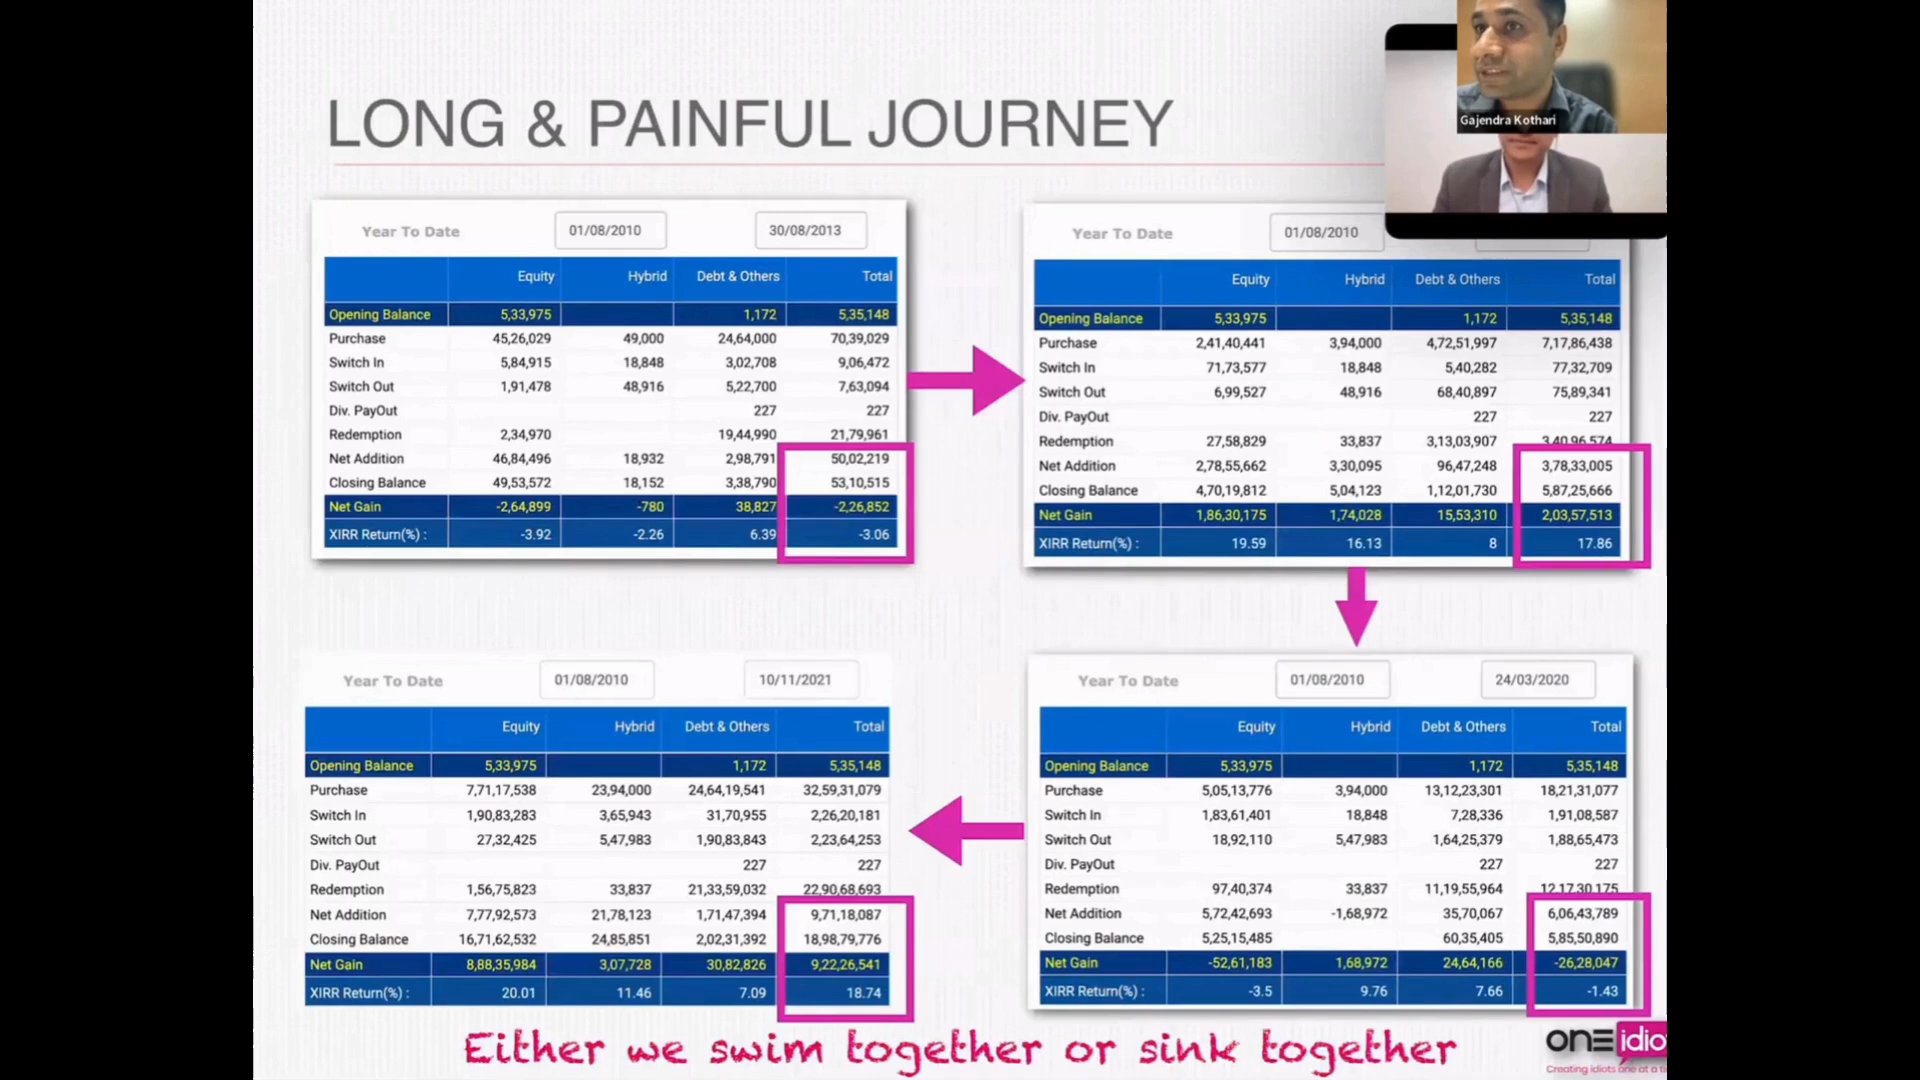 LONG & PAINFUL JOURNEY
Gajendra Kothari
Year To Date 01/08/2010 30/08/2013
Equity Hybrid Debt & Others Total
Opening Balance 5,33,975 1,172 5,35,148
Purchase 45,26,029 49,000 24,64,000 70,39,029
Switch In 5,84,915 18,848 3,02,708 9,06,472
Switch Out 1,91,478 48,916 5,22,700 7,63,094
Div. PayOut 227 227
Redemption 2,34,970 19,44,990 21,79,961
Net Addition 46,84,496 18,932 2,98,791 50,02,219
Closing Balance 49,53,572 18,152 3,38,790 53,10,515
Net Gain -2,64,899 -780 38,827 -2,26,852
XIRR Return(%) : -3.92 -2.26 6.39 -3.06
Year To Date 01/08/2010
Equity Hybrid Debt & Others Total
Opening Balance 5,33,975 1,172 5,35,148
Purchase 2,41,40,441 3,94,000 4,72,51,997 7,17,86,438
Switch In 71,73,577 18,848 5,40,282 77,32,709
Switch Out 6,99,527 48,916 68,40,897 75,89,341
Div. PayOut 227 227
Redemption 27,58,829 33,837 3,13,03,907 3,40,96,574
Net Addition 2,78,55,662 3,30,095 96,47,248 3,78,33,005
Closing Balance 4,70,19,812 5,04,123 1,12,01,730 5,87,25,666
Net Gain 1,86,30,175 1,74,028 15,53,310 2,03,57,513
XIRR Return(%) : 19.59 16.13 8 17.86
Year To Date 01/08/2010 10/11/2021
Equity Hybrid Debt & Others Total
Opening Balance 5,33,975 1,172 5,35,148
Purchase 7,71,17,538 23,94,000 24,64,19,541 32,59,31,079
Switch In 1,90,83,283 3,65,943 31,70,955 2,26,20,181
Switch Out 27,32,425 5,47,983 1,90,83,843 2,23,64,253
Div. PayOut 227 227
Redemption 1,56,75,823 33,837 21,33,59,032 22,90,68,693
Net Addition 7,77,92,573 21,78,123 1,71,47,394 9,71,18,087
Closing Balance 16,71,62,532 24,85,851 2,02,31,392 18,98,79,776
Net Gain 8,88,35,984 3,07,728 30,82,826 9,22,26,541
XIRR Return(%) : 20.01 11.46 7.09 18.74
Year To Date 01/08/2010 24/03/2020
Equity Hybrid Debt & Others Total
Opening Balance 5,33,975 1,172 5,35,148
Purchase 5,05,13,776 3,94,000 13,12,23,301 18,21,31,077
Switch In 1,83,61,401 18,848 7,28,336 1,91,08,587
Switch Out 18,92,110 5,47,983 1,64,25,379 1,88,65,473
Div. PayOut 227 227
Redemption 97,40,374 33,837 11,19,55,964 12,17,30,175
Net Addition 5,72,42,693 -1,68,972 35,70,067 6,06,43,789
Closing Balance 5,25,15,485 60,35,405 5,85,50,890
Net Gain -52,61,183 1,68,972 24,64,166 -26,28,047
XIRR Return(%) : -3.5 9.76 7.66 -1.43
Either we swim together or sink together
one idio
Creating idiots one at a ti